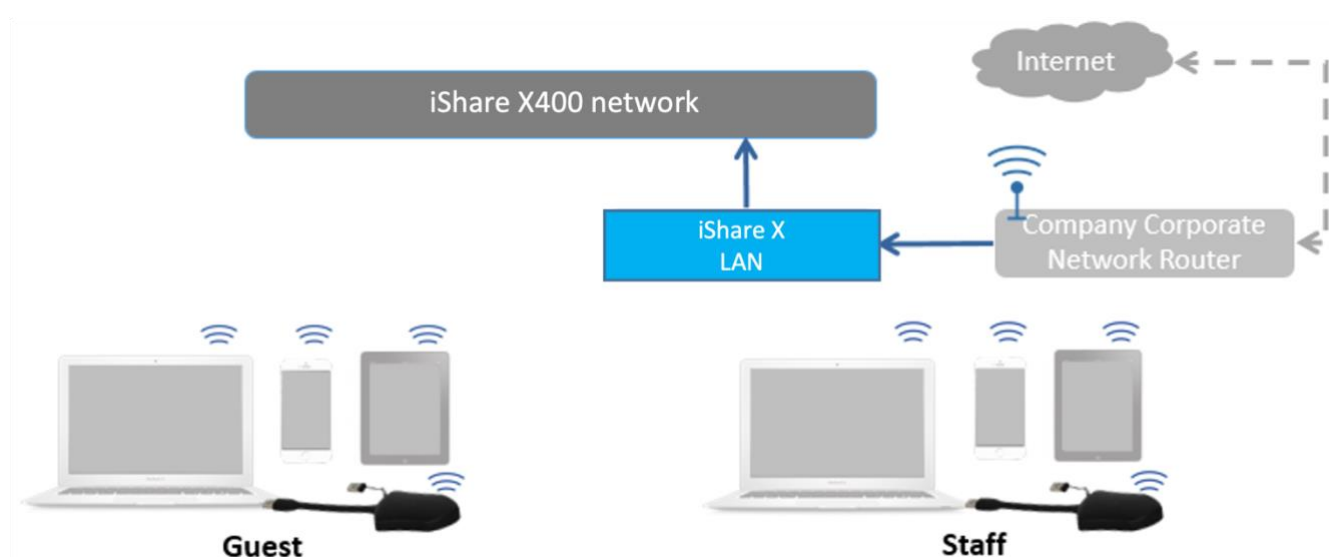 Internet
iShare X400 network
iShare X
LAN
Company Corporate
Network Router
Guest
Staff